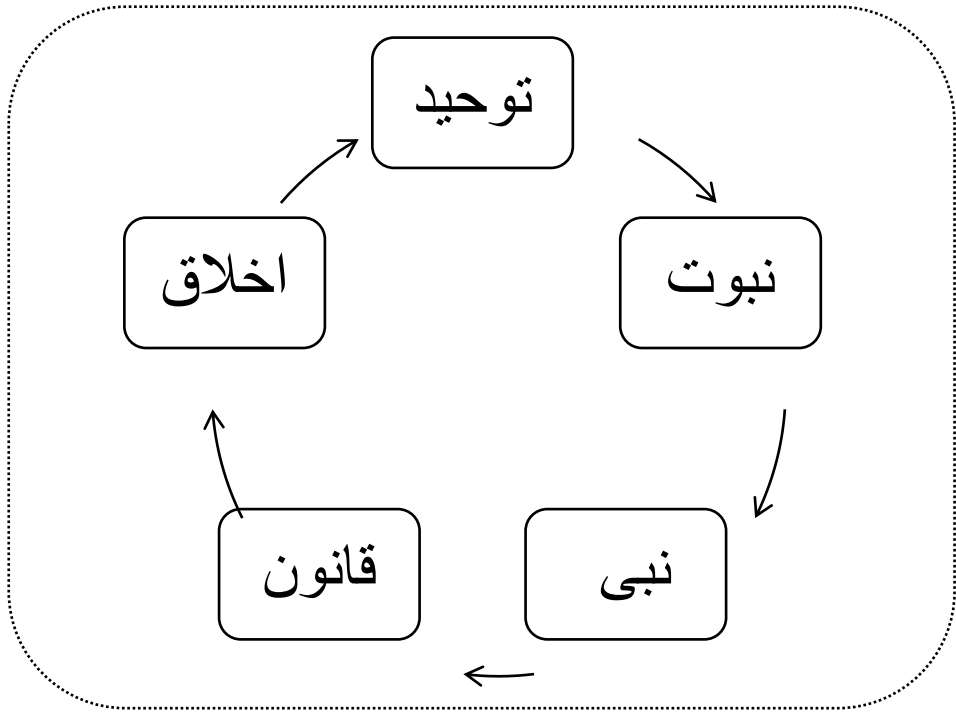 توحید
نبوت
نبی
قانون
اخلاق